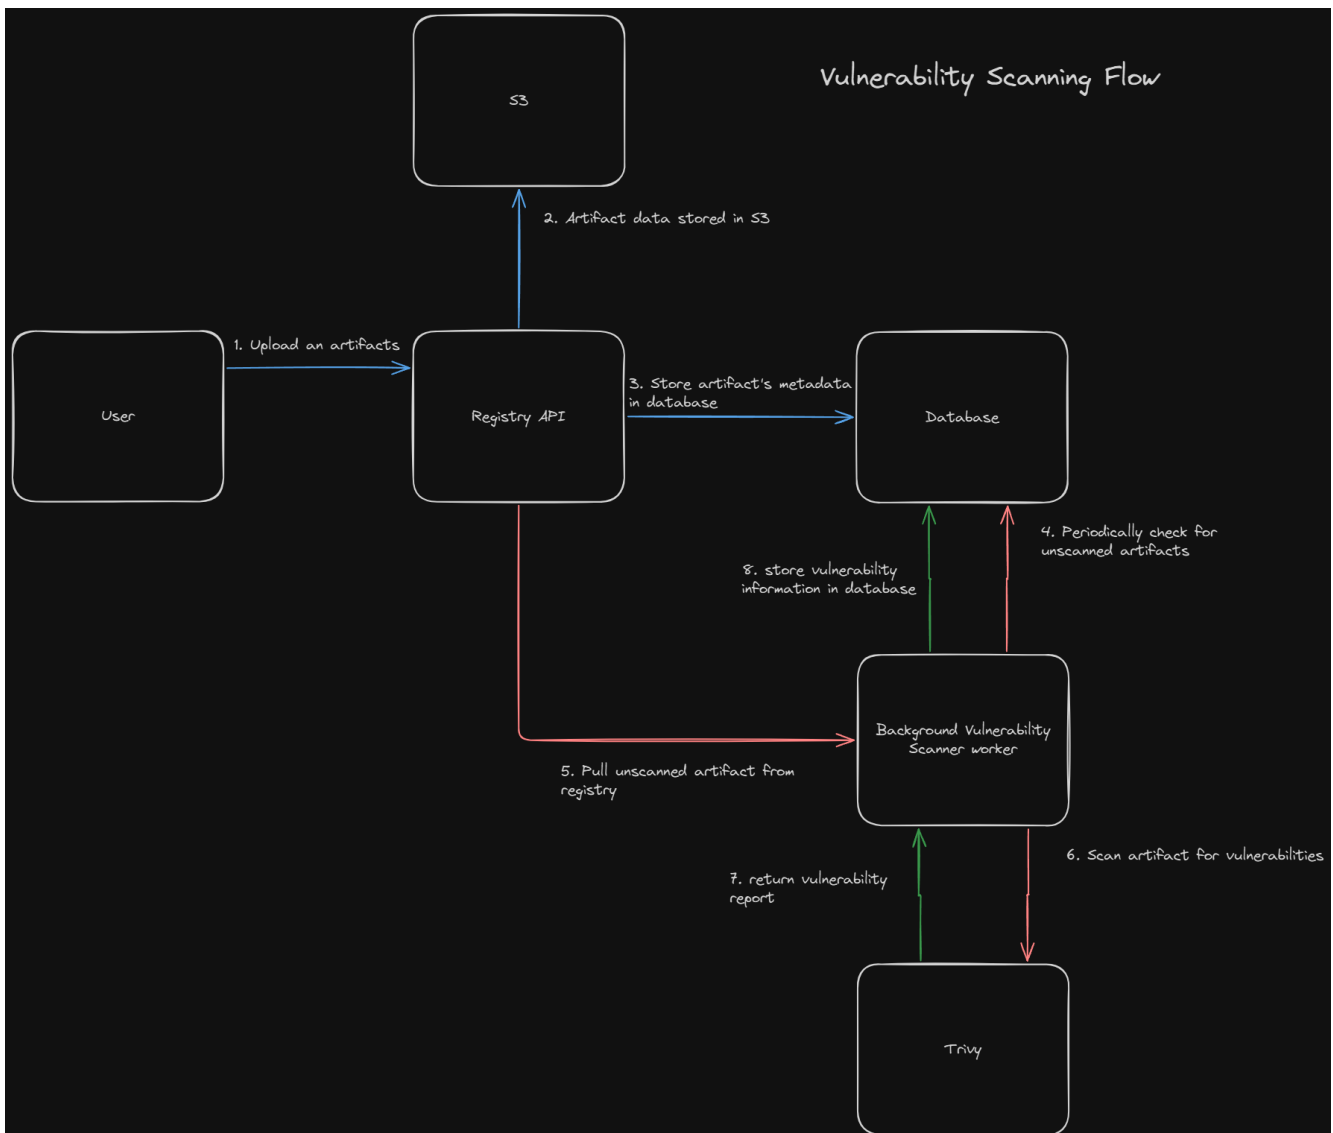 Vulnerability Scanning Flow
S3
2. Artifact data stored in S3
1. Upload an artifacts
User
Registry API
3. Store artifact's metadada
in database
Database
4. Periodically check for
unscanned artifacts
8. store vulnerability
information in database
Background Vulnerability
Scanner worker
5. Pull unscanned artifact from
registry
6. Scan artifact for vulnerabilities
7. return vulnerability
report
Trivy